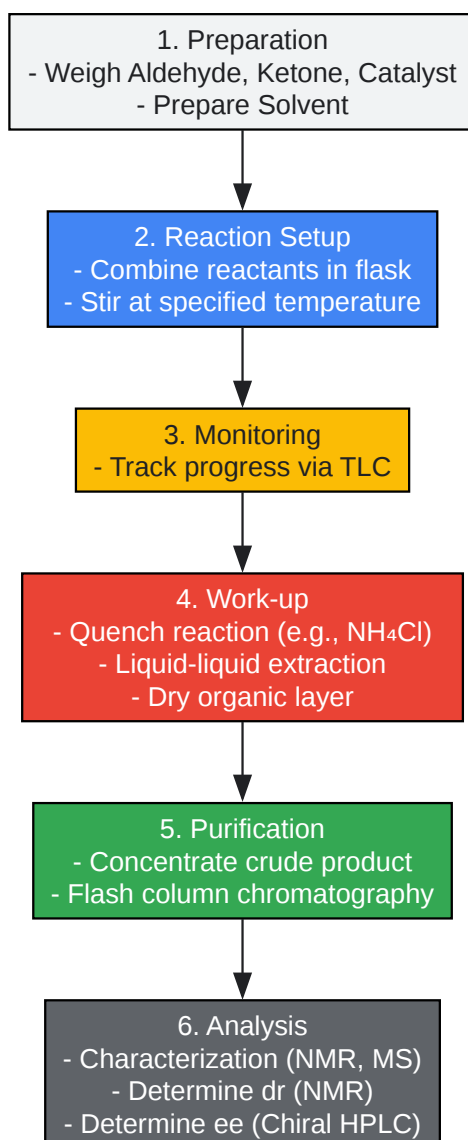 1. Preparation
- Weigh Aldehyde, Ketone, Catalyst
- Prepare Solvent
2. Reaction Setup
- Combine reactants in flask
- Stir at specified temperature
3. Monitoring
- Track progress via TLC
4. Work-up
- Quench reaction (e.g., NH₄Cl)
- Liquid-liquid extraction
- Dry organic layer
5. Purification
- Concentrate crude product
- Flash column chromatography
6. Analysis
- Characterization (NMR, MS)
- Determine dr (NMR)
- Determine ee (Chiral HPLC)